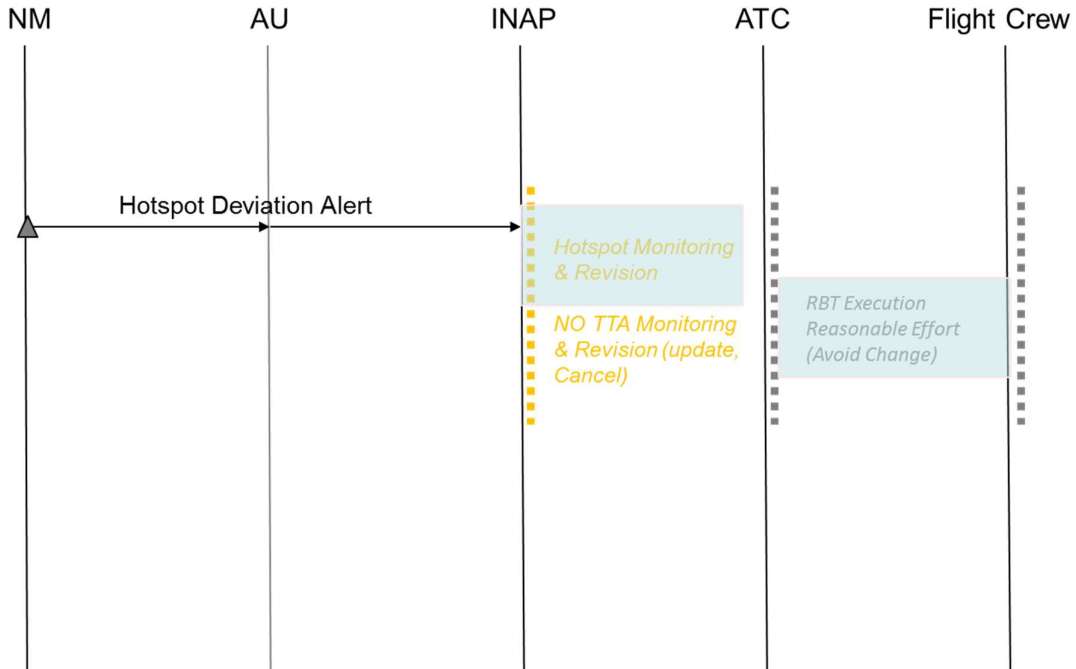 NM AU INAP ATC Flight Crew
Hotspot Deviation Alert
Hotspot Monitoring
& Revision
NO TTA Monitoring
& Revision (update,
Cancel)
RBT Execution
Reasonable Effort
(Avoid Change)